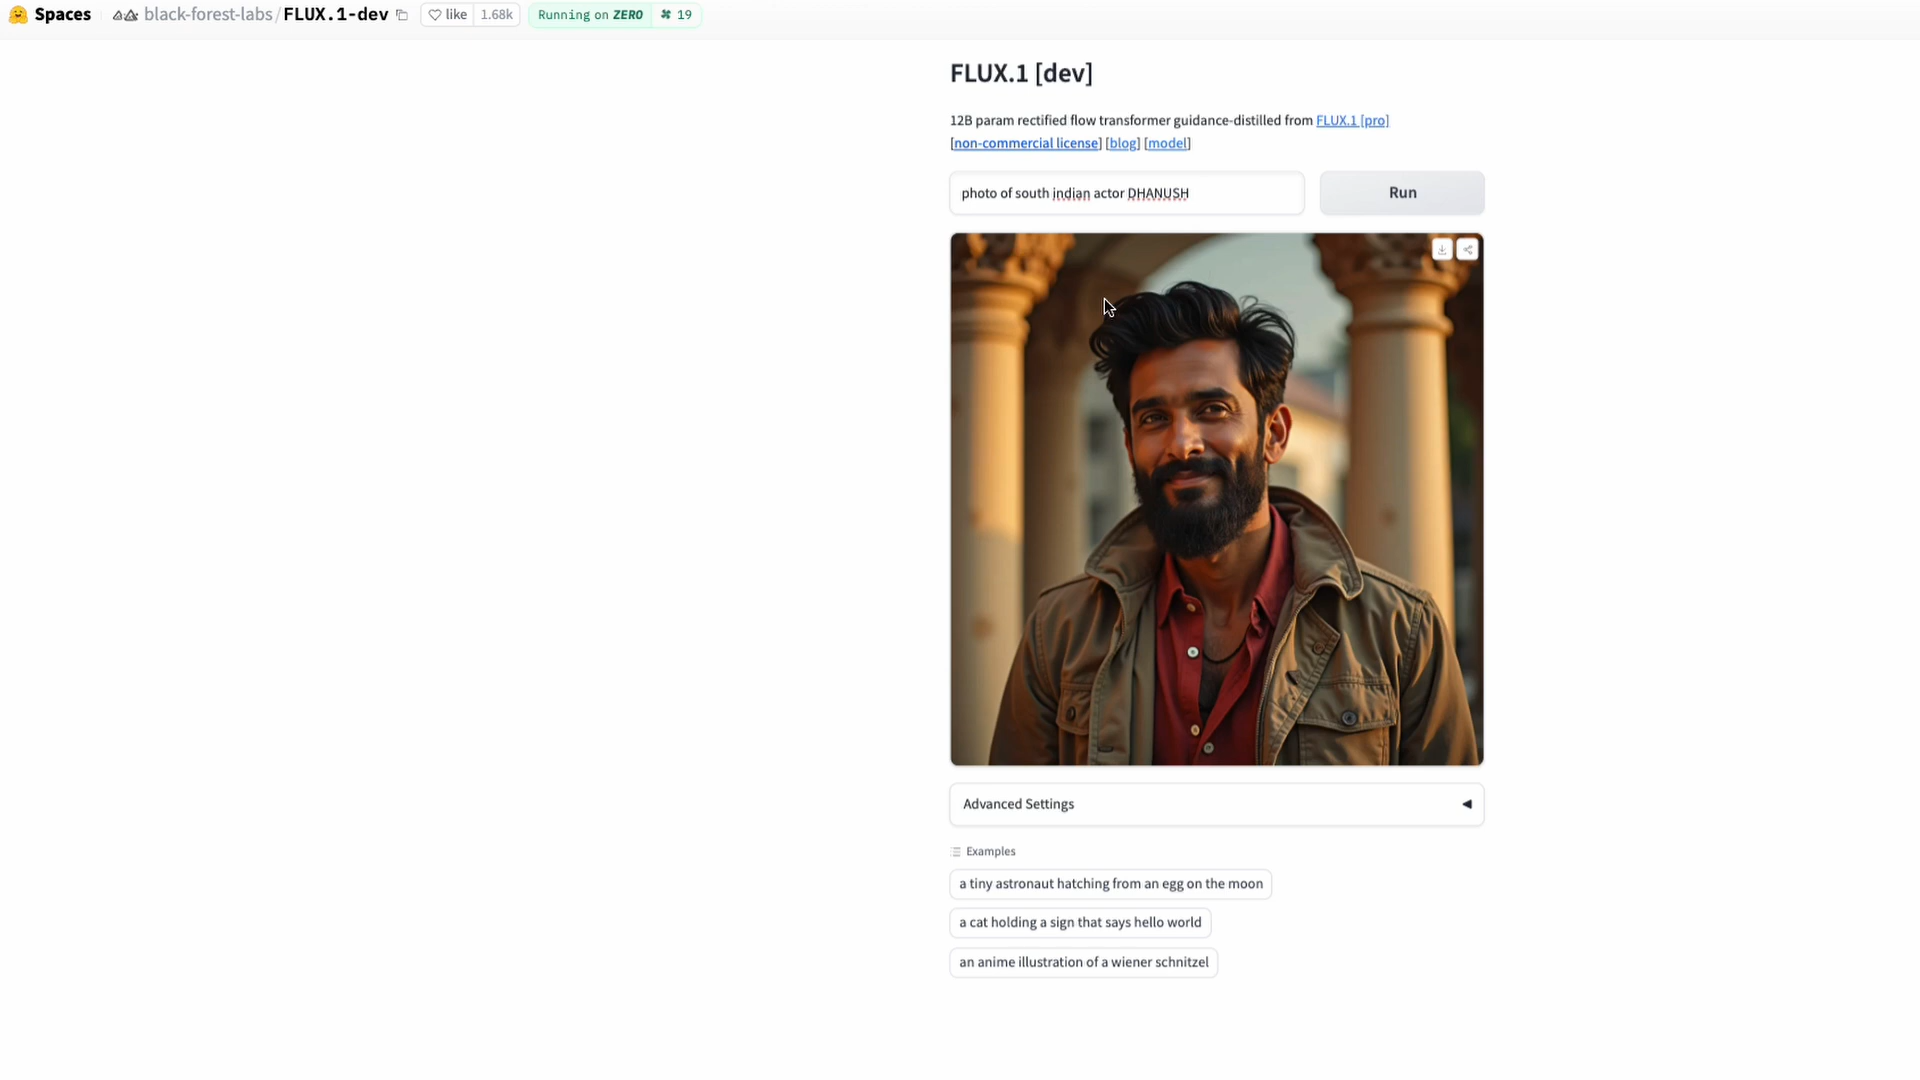 Spaces black-forest-labs/FLUX.1-dev like 1.68k Running on ZERO 19
FLUX.1 [dev]
12B param rectified flow transformer guidance-distilled from FLUX.1 [pro]
[non-commercial license] [blog] [model]
photo of south indian actor DHANUSH
Run
Advanced Settings
Examples
a tiny astronaut hatching from an egg on the moon
a cat holding a sign that says hello world
an anime illustration of a wiener schnitzel